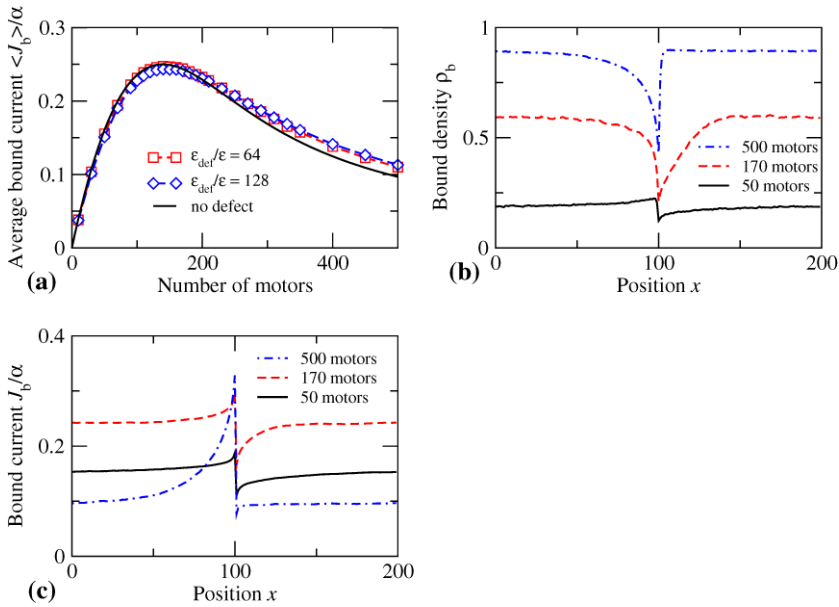 Average bound current <J_b>/α
0.3
0.2
0.1
0
ε_def/ε = 64
ε_def/ε = 128
no defect
0
200
400
Number of motors
(a)
Bound density ρ_b
1
0.5
0
500 motors
170 motors
50 motors
0
100
200
Position x
(b)
Bound current J_b/α
0.4
0.2
0
500 motors
170 motors
50 motors
0
100
200
Position x
(c)